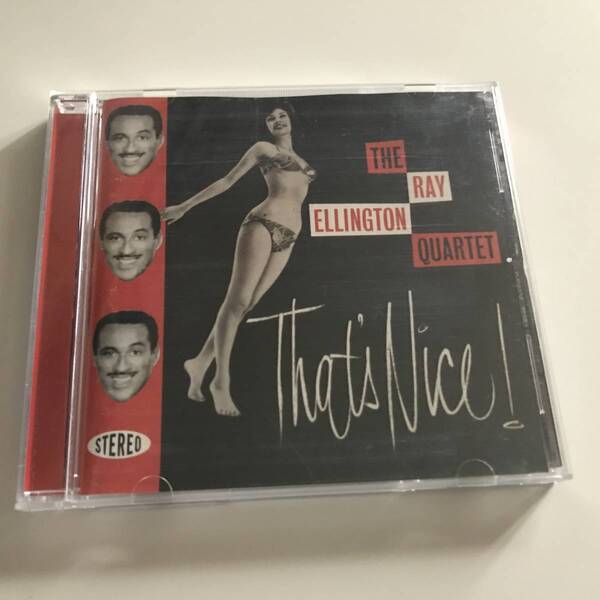 THE
RAY
ELLINGTON
QUARTET
That's Nice!
STEREO